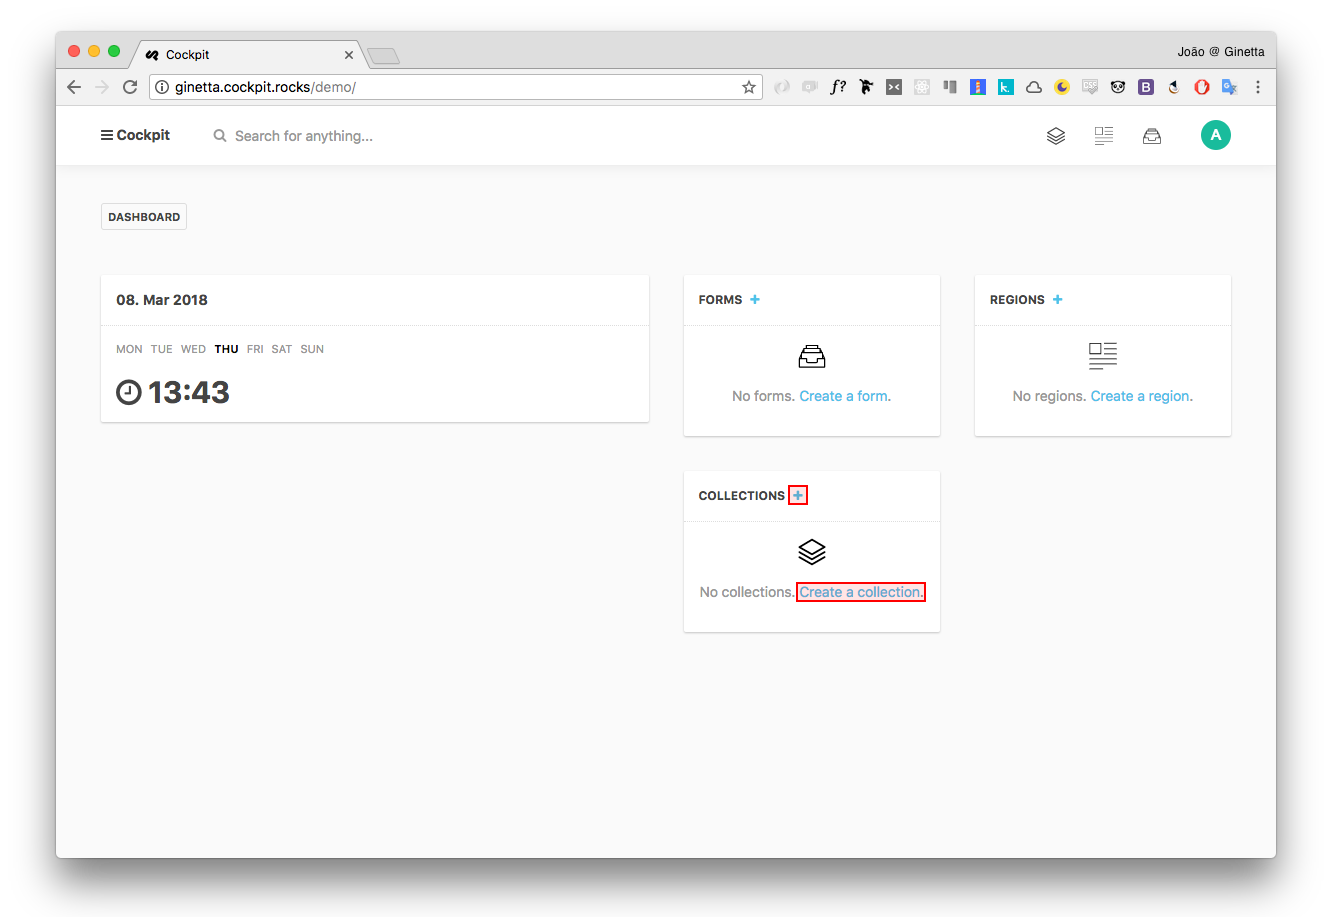 Cockpit
João @ Ginetta
ginetta.cockpit.rocks/demo/
f?
k.
CSS
B
G
Cockpit
Search for anything...
A
DASHBOARD
08. Mar 2018
MON TUE WED THU FRI SAT SUN
13:43
FORMS +
No forms. Create a form.
REGIONS +
No regions. Create a region.
COLLECTIONS +
No collections. Create a collection.